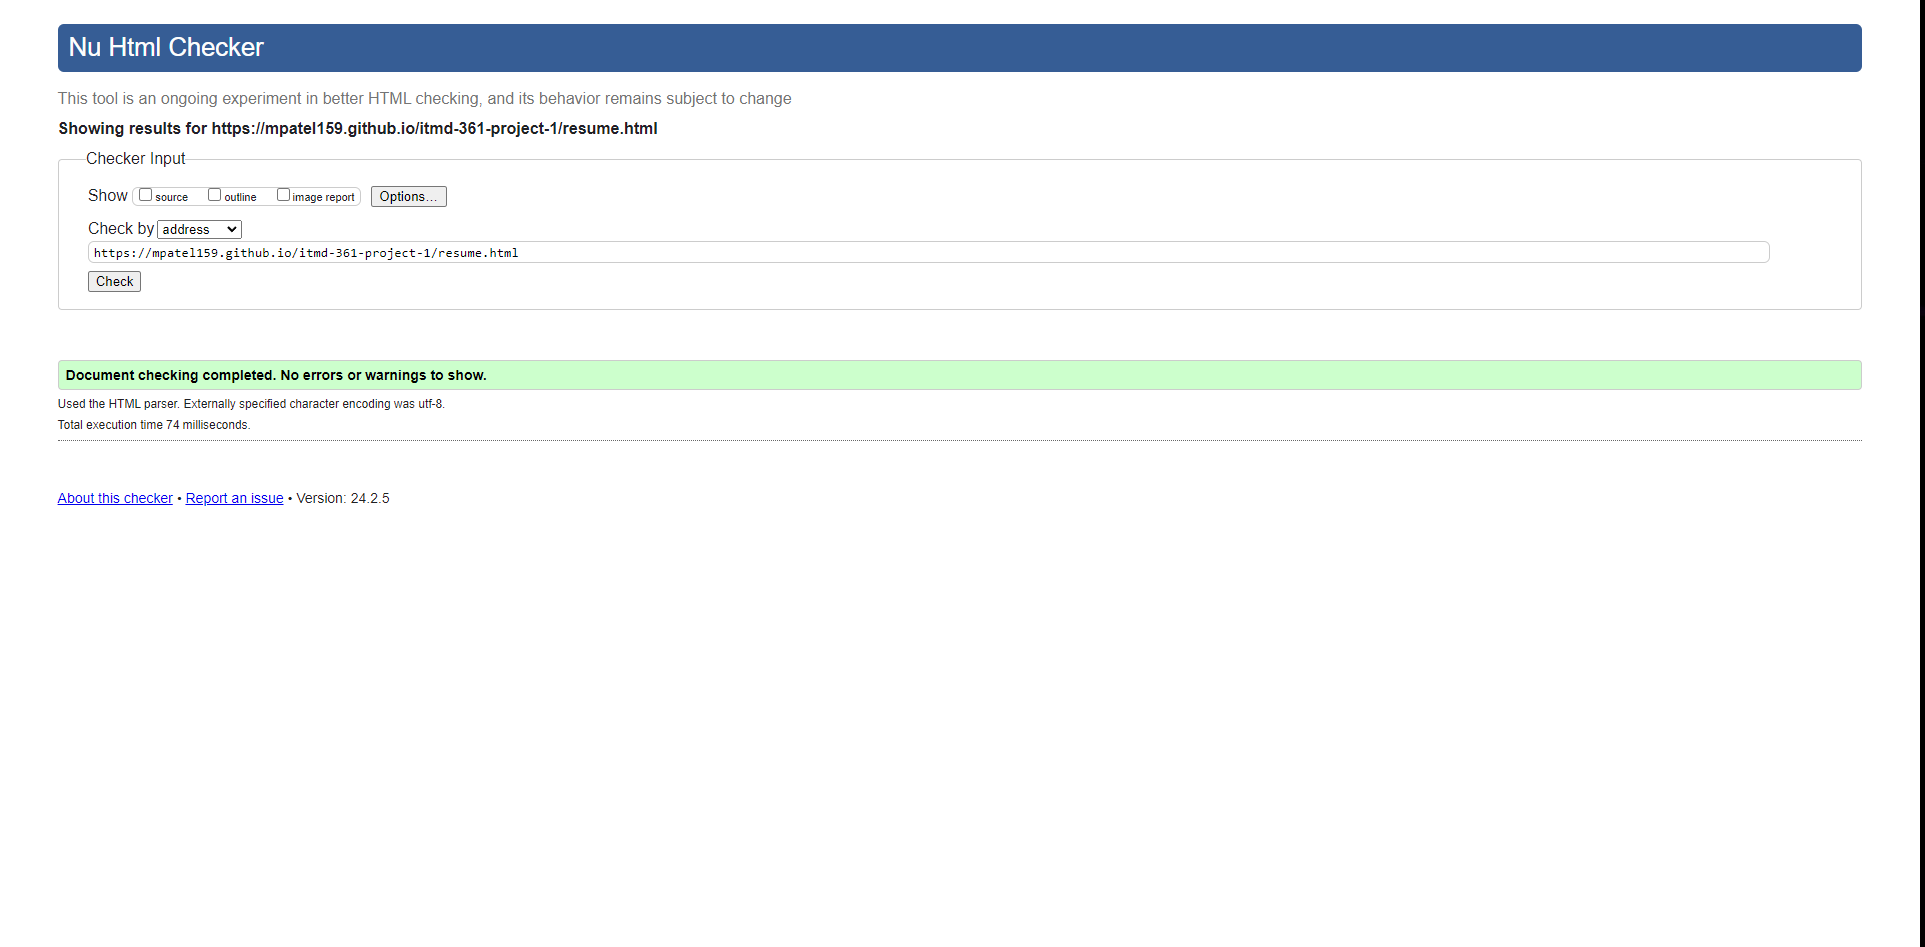 Nu Html Checker
This tool is an ongoing experiment in better HTML checking, and its behavior remains subject to change
Showing results for https://mpatel159.github.io/itmd-361-project-1/resume.html
Checker Input
Show source outline image report Options...
Check by address
https://mpatel159.github.io/itmd-361-project-1/resume.html
Check
Document checking completed. No errors or warnings to show.
Used the HTML parser. Externally specified character encoding was utf-8.
Total execution time 74 milliseconds.
About this checker • Report an issue • Version: 24.2.5